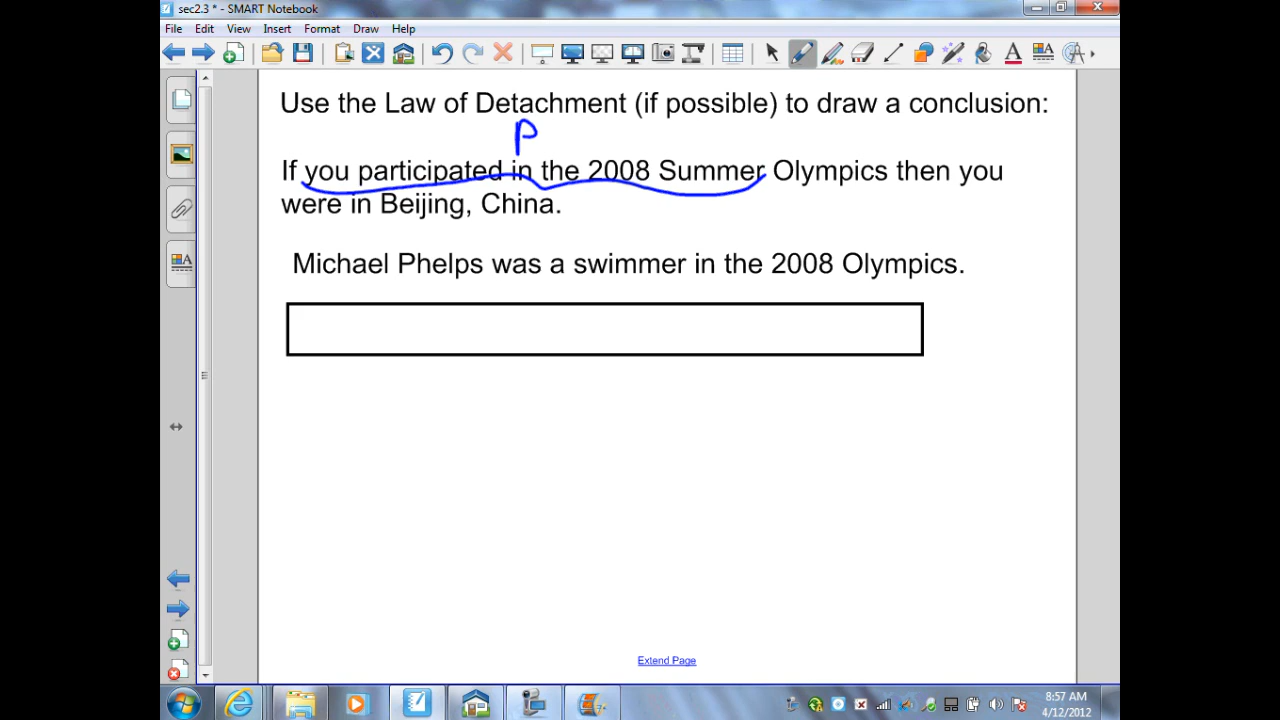 sec2.3 * - SMART Notebook
File Edit View Insert Format Draw Help
Use the Law of Detachment (if possible) to draw a conclusion:
P
If you participated in the 2008 Summer Olympics then you
were in Beijing, China.
Michael Phelps was a swimmer in the 2008 Olympics.
Extend Page
8:57 AM
4/12/2012